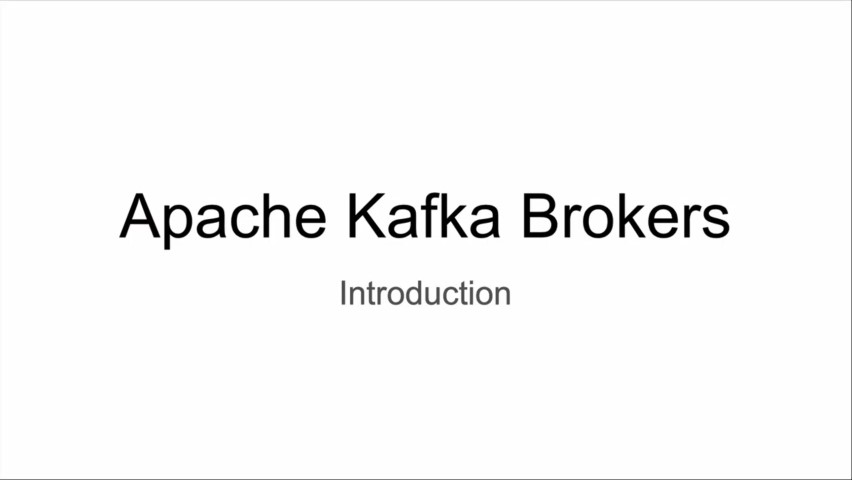 Apache Kafka Brokers
Introduction